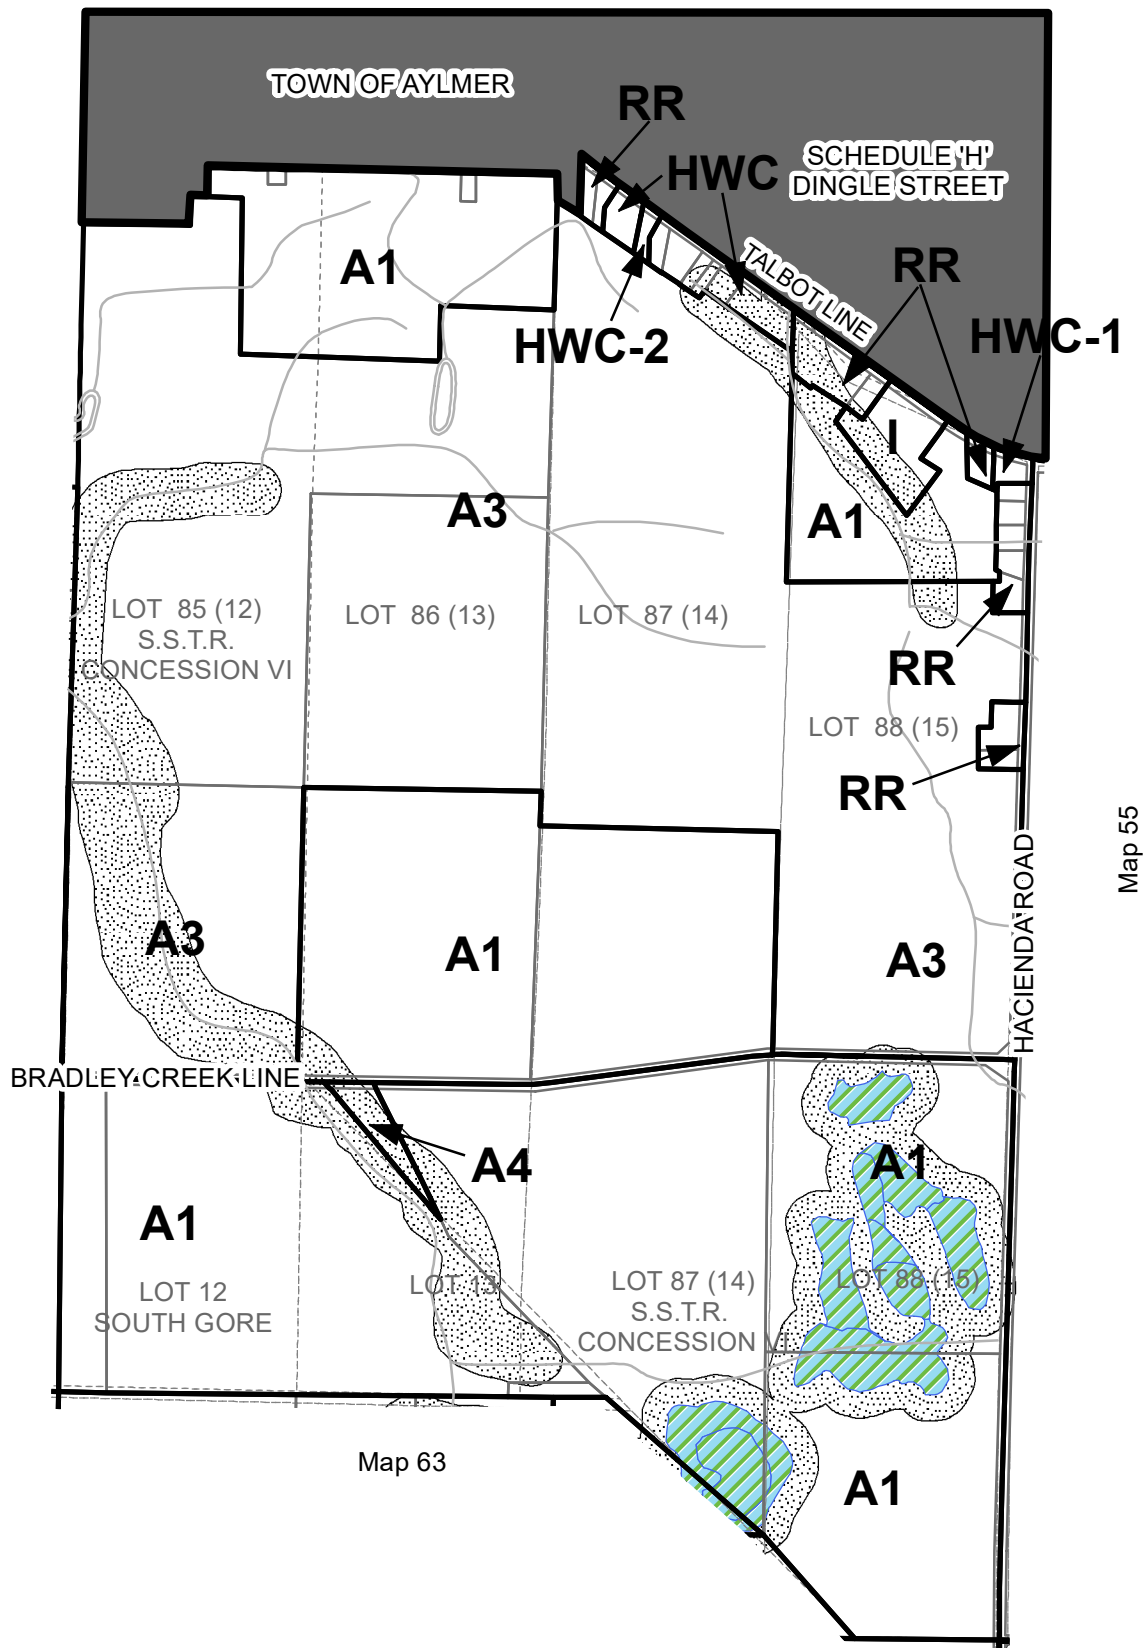 TOWN OF AYLMER
RR
HWC
SCHEDULE 'H'
DINGLE STREET
TALBOT LINE
RR
A1
HWC-2
HWC-1
I
A3
A1
LOT 85 (12)
S.S.T.R.
CONCESSION VI
LOT 86 (13)
LOT 87 (14)
RR
LOT 88 (15)
RR
Map 55
HACIENDA ROAD
A3
A1
A3
BRADLEY CREEK LINE
A4
A1
A1
LOT 12
SOUTH GORE
LOT 13
LOT 87 (14)
S.S.T.R.
CONCESSION VI
LOT 88 (15)
Map 63
A1